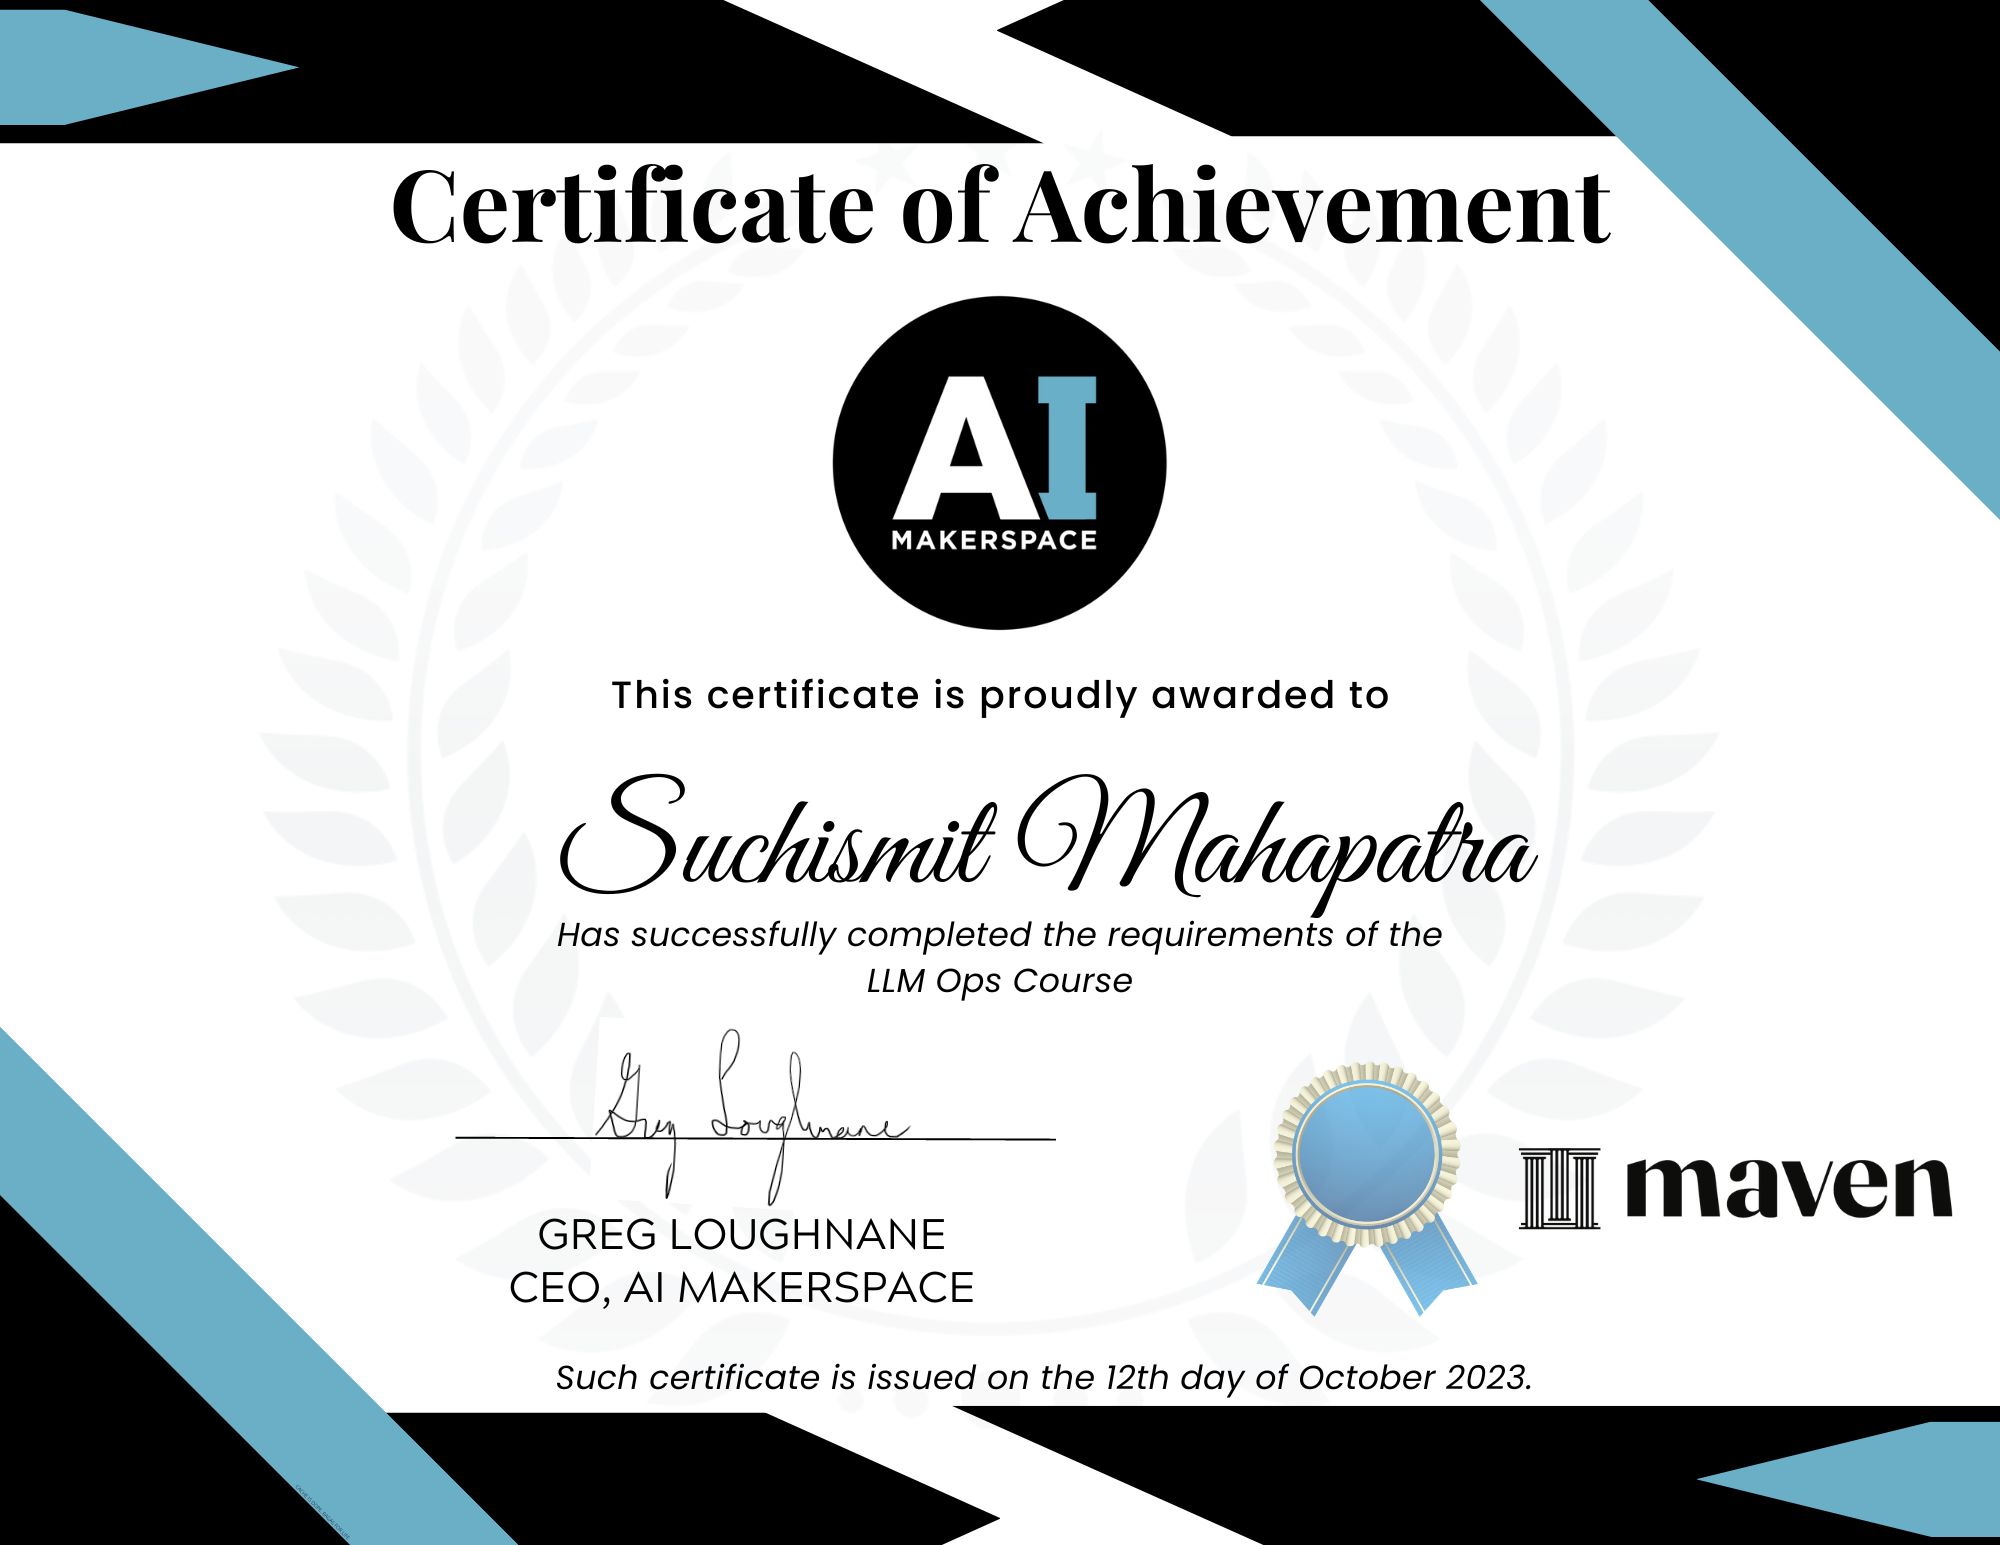 Certificate of Achievement
AI
MAKERSPACE
This certificate is proudly awarded to
Suchismit Mahapatra
Has successfully completed the requirements of the
LLM Ops Course
Greg Loughnane
GREG LOUGHNANE
CEO, AI MAKERSPACE
maven
Such certificate is issued on the 12th day of October 2023.